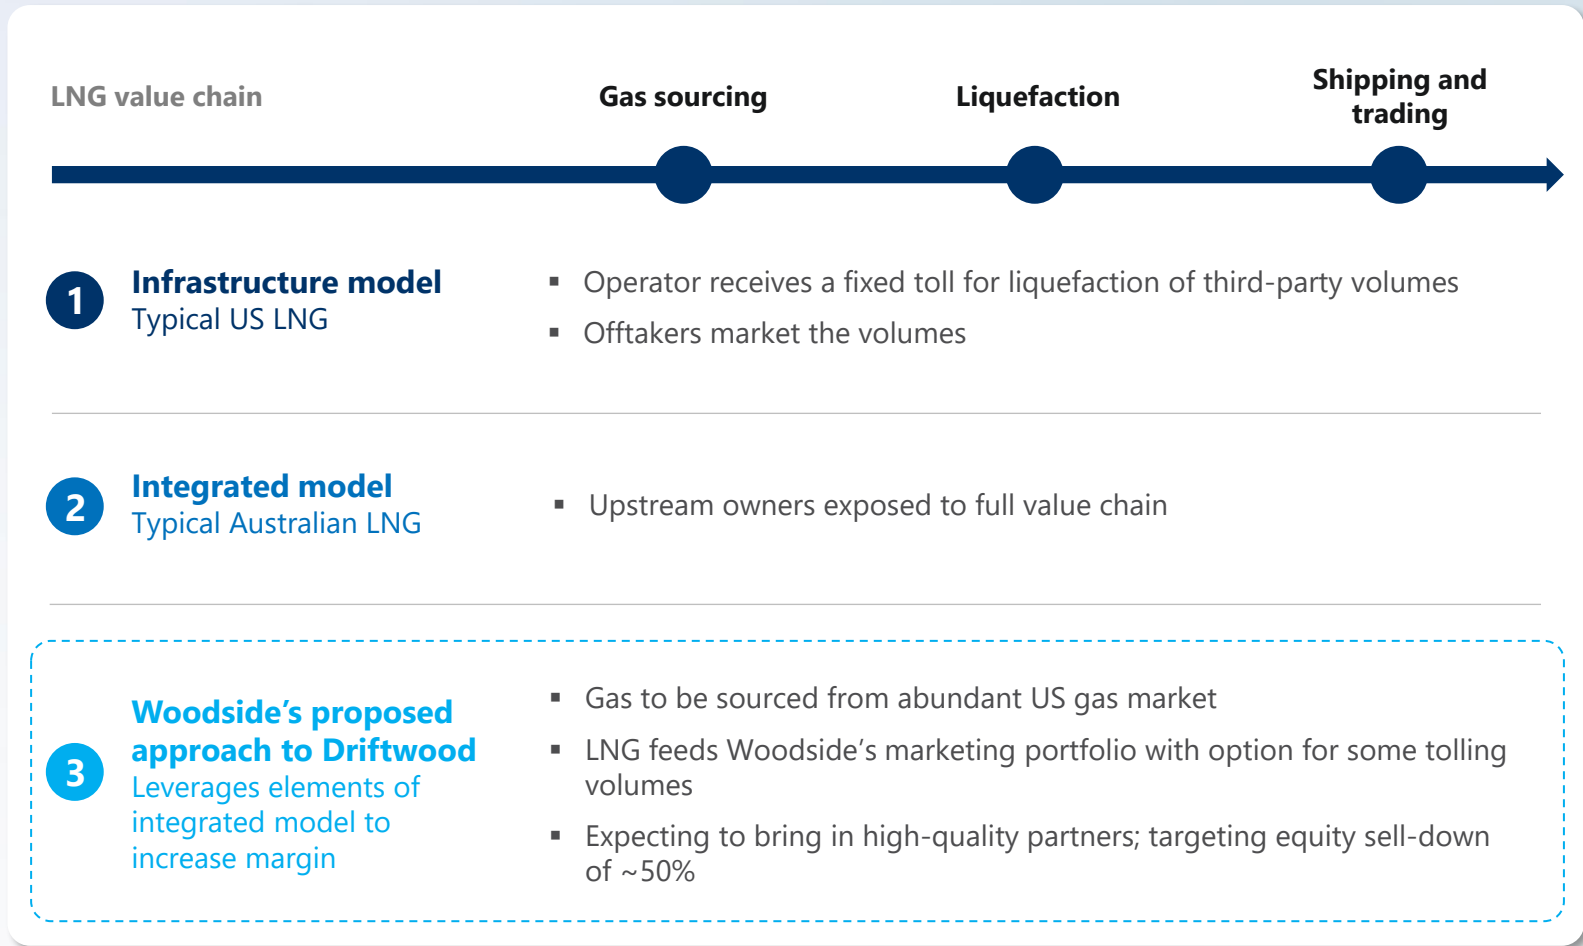 LNG value chain
Gas sourcing
Liquefaction
Shipping and
trading
1
Infrastructure model
Typical US LNG
▪ Operator receives a fixed toll for liquefaction of third-party volumes
▪ Offtakers market the volumes
2
Integrated model
Typical Australian LNG
▪ Upstream owners exposed to full value chain
3
Woodside’s proposed
approach to Driftwood
Leverages elements of
integrated model to
increase margin
▪ Gas to be sourced from abundant US gas market
▪ LNG feeds Woodside’s marketing portfolio with option for some tolling
volumes
▪ Expecting to bring in high-quality partners; targeting equity sell-down
of ~50%